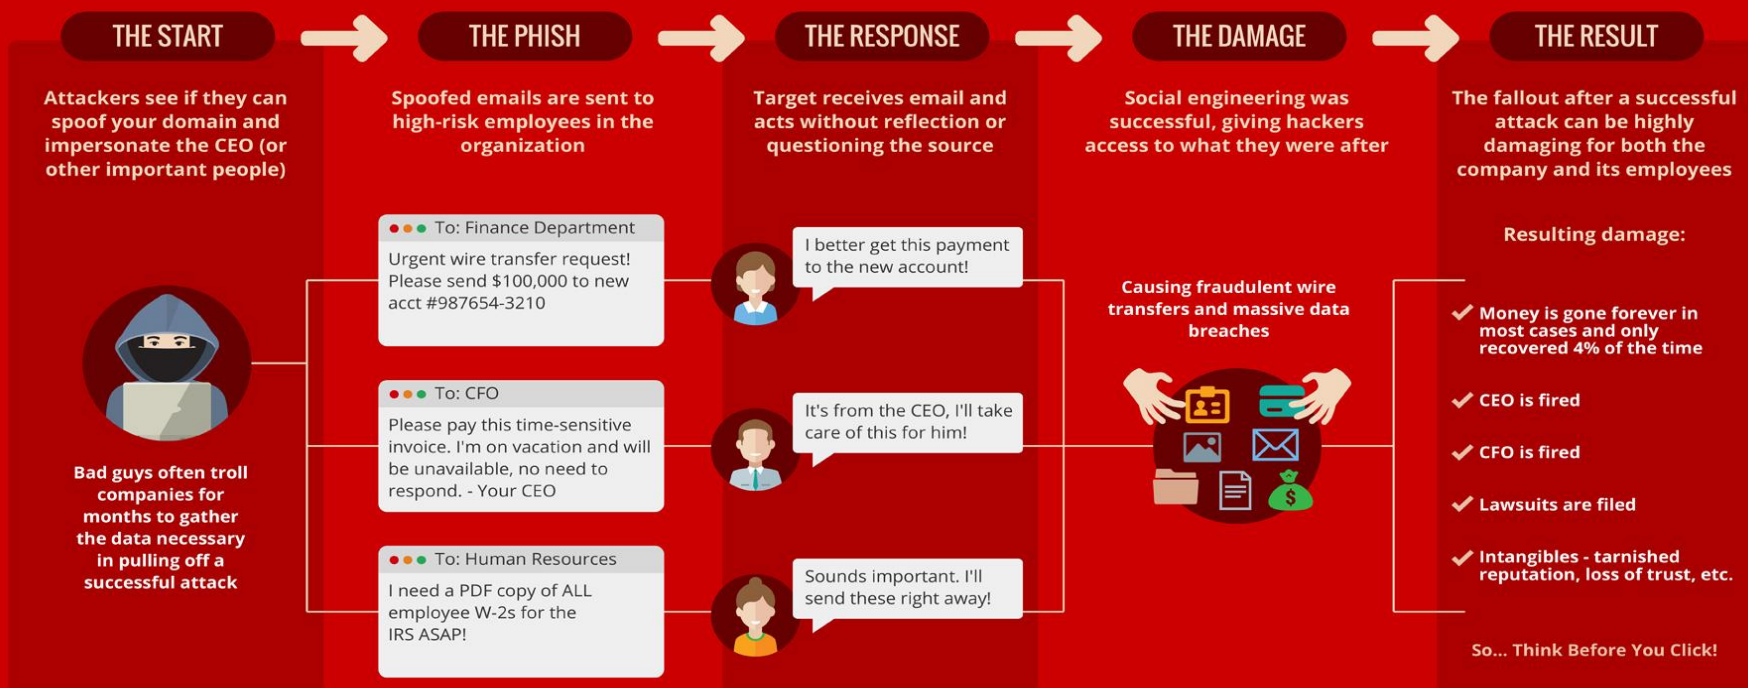 THE START
THE PHISH
THE RESPONSE
THE DAMAGE
THE RESULT
Attackers see if they can
spoof your domain and
impersonate the CEO (or
other important people)
Bad guys often troll
companies for
months to gather
the data necessary
in pulling off a
successful attack
Spoofed emails are sent to
high-risk employees in the
organization
To: Finance Department
Urgent wire transfer request!
Please send $100,000 to new
acct #987654-3210
To: CFO
Please pay this time-sensitive
invoice. I'm on vacation and will
be unavailable, no need to
respond. - Your CEO
To: Human Resources
I need a PDF copy of ALL
employee W-2s for the
IRS ASAP!
Target receives email and
acts without reflection or
questioning the source
I better get this payment
to the new account!
It's from the CEO, I'll take
care of this for him!
Sounds important. I'll
send these right away!
Social engineering was
successful, giving hackers
access to what they were after
Causing fraudulent wire
transfers and massive data
breaches
$
The fallout after a successful
attack can be highly
damaging for both the
company and its employees
Resulting damage:
Money is gone forever in
most cases and only
recovered 4% of the time
CEO is fired
CFO is fired
Lawsuits are filed
Intangibles - tarnished
reputation, loss of trust, etc.
So... Think Before You Click!